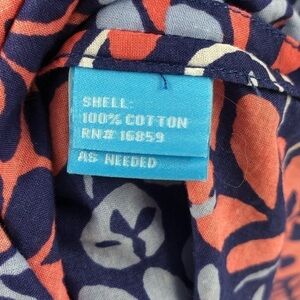 SHELL:
100% COTTON
RN# 16859
AS NEEDED